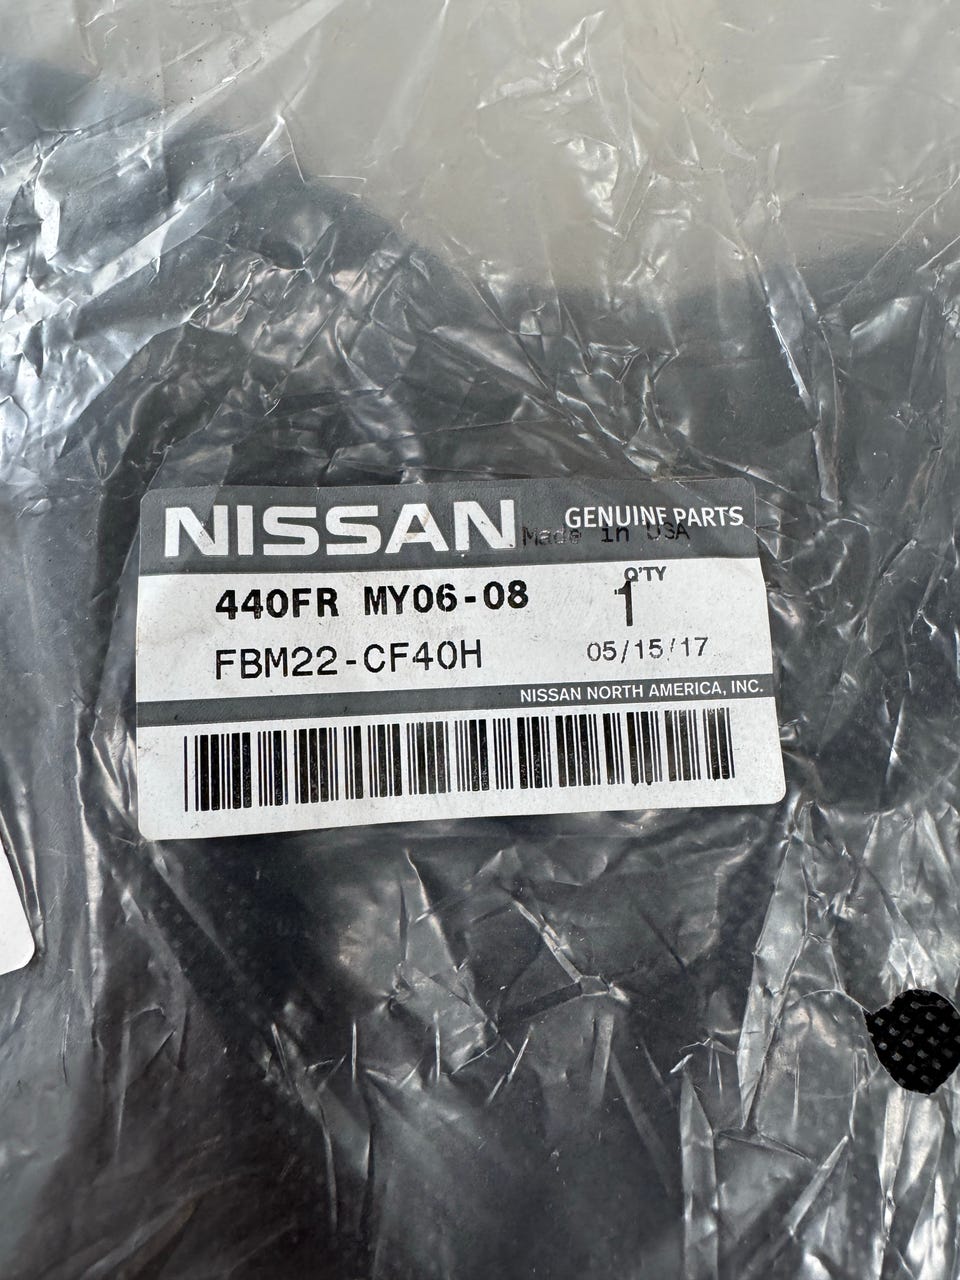 NISSAN
GENUINE PARTS
Made in USA
440FR MY06-08
Q'TY
1
FBM22-CF40H
05/15/17
NISSAN NORTH AMERICA, INC.